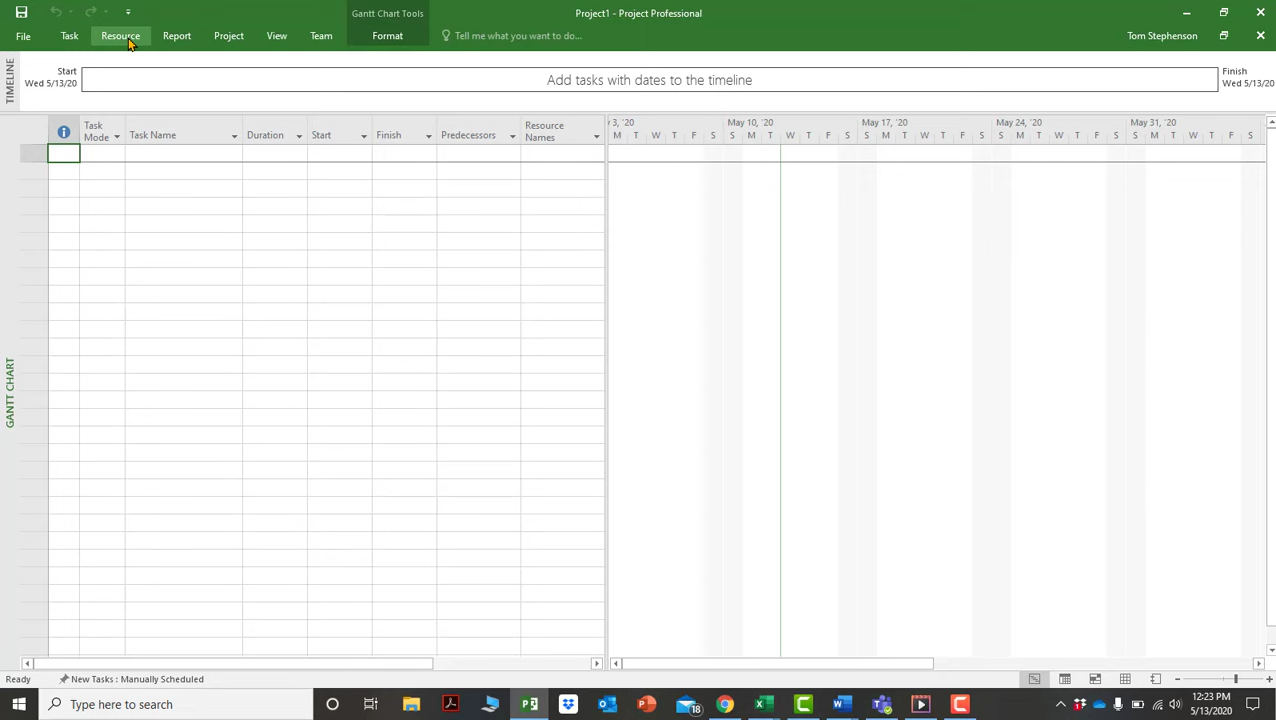 Gantt Chart Tools
Project1 - Project Professional
File Task Resource Report Project View Team Format Tell me what you want to do... Tom Stephenson
TIMELINE
Start
Wed 5/13/20
Add tasks with dates to the timeline
Finish
Wed 5/13/20
Task Mode Task Name Duration Start Finish Predecessors Resource Names
3, '20 May 10, '20 May 17, '20 May 24, '20 May 31, '20
M T W T F S S M T W T F S S M T W T F S S M T W T F S S M T W T F S
GANTT CHART
Ready New Tasks : Manually Scheduled
Type here to search
18
12:23 PM
5/13/2020